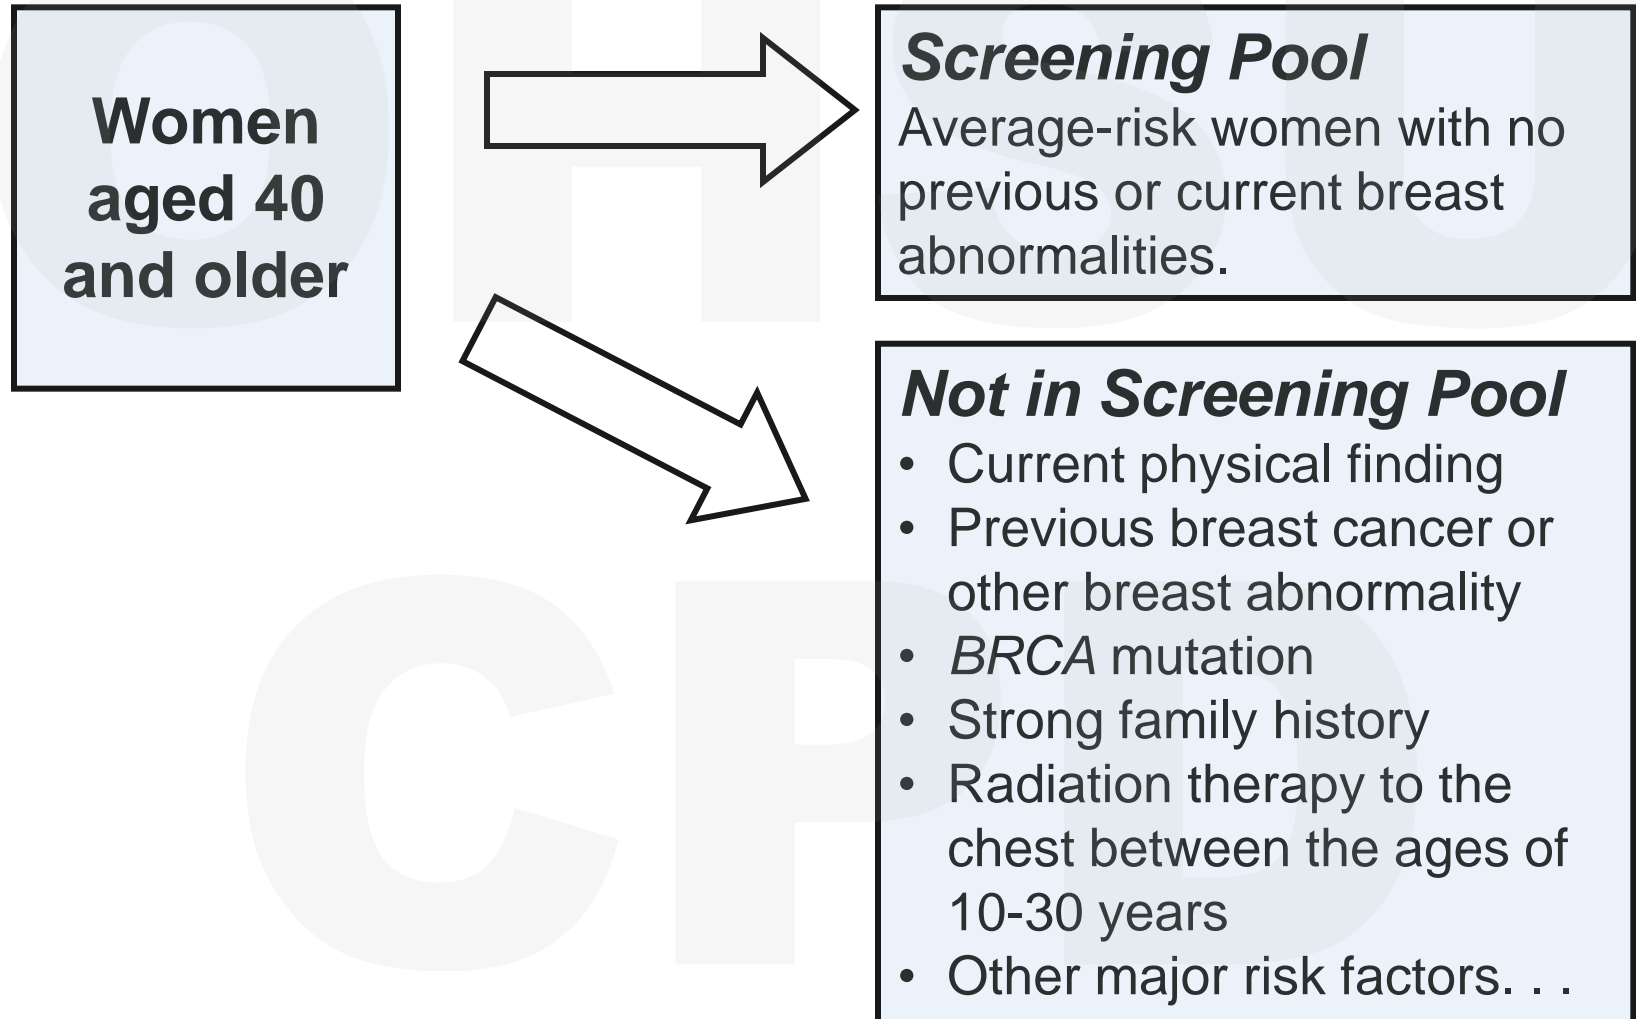 Women
aged 40
and older
Screening Pool
Average-risk women with no
previous or current breast
abnormalities.
Not in Screening Pool
• Current physical finding
• Previous breast cancer or
other breast abnormality
• BRCA mutation
• Strong family history
• Radiation therapy to the
chest between the ages of
10-30 years
• Other major risk factors. . .
OHSU
CPD